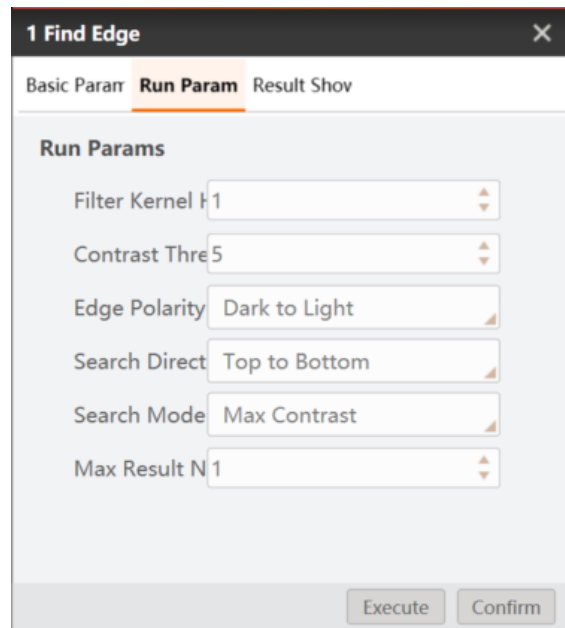 1 Find Edge
Basic Param Run Param Result Shov
Run Params
Filter Kernel H 1
Contrast Thre 5
Edge Polarity Dark to Light
Search Direct Top to Bottom
Search Mode Max Contrast
Max Result N 1
Execute Confirm